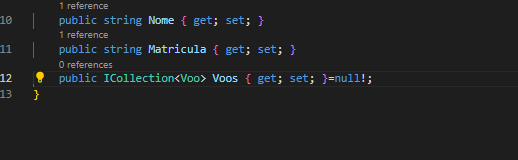 1 reference
10 public string Nome { get; set; }
1 reference
11 public string Matricula { get; set; }
0 references
12 public ICollection<Voo> Voos { get; set; }=null!;
13 }